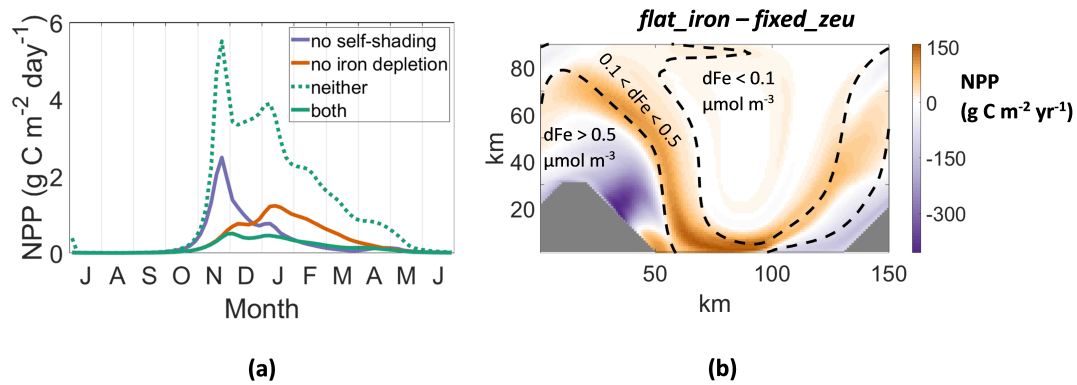 6
4
2
0
NPP (g C m-2 day-1)
no self-shading
no iron depletion
neither
both
J A S O N D J F M A M J
Month
(a)
flat_iron – fixed_zeu
80
60
40
20
km
0.1 < dFe < 0.5
dFe < 0.1
μmol m-3
dFe > 0.5
μmol m-3
50 100 150
km
150
0
-150
-300
NPP
(g C m-2 yr-1)
(b)